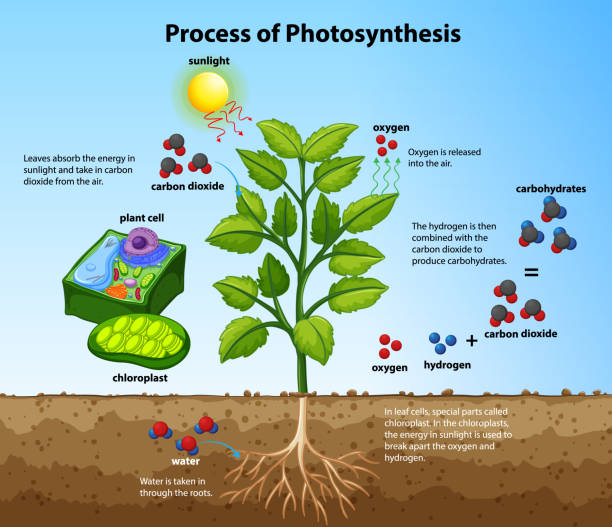 Process of Photosynthesis
sunlight
Leaves absorb the energy in
sunlight and take in carbon
dioxide from the air.
carbon dioxide
oxygen
Oxygen is released
into the air.
plant cell
chloroplast
carbohydrates
The hydrogen is then
combined with the
carbon dioxide to
produce carbohydrates.
=
carbon dioxide
+
oxygen
hydrogen
In leaf cells, special parts called
chloroplast. In the chloroplasts,
the energy in sunlight is used to
break apart the oxygen and
hydrogen.
water
Water is taken in
through the roots.